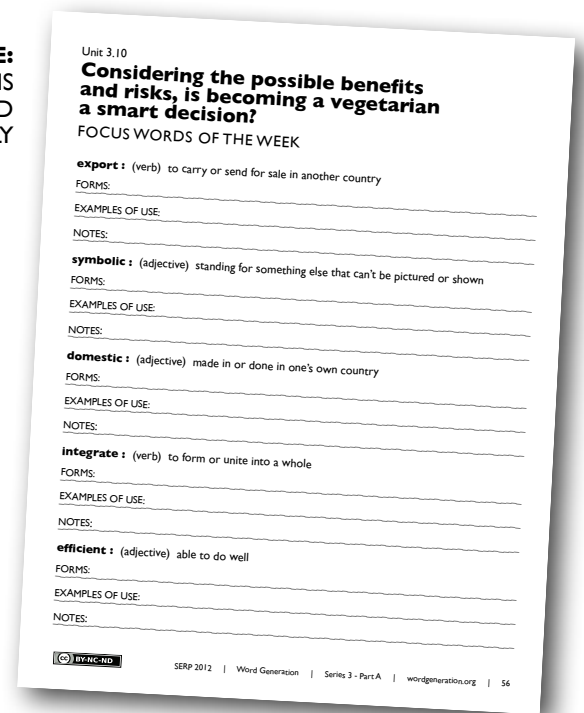 E:
IS
D
LY
Unit 3.10
Considering the possible benefits
and risks, is becoming a vegetarian
a smart decision?
FOCUS WORDS OF THE WEEK
export : (verb) to carry or send for sale in another country
FORMS:
EXAMPLES OF USE:
NOTES:
symbolic : (adjective) standing for something else that can't be pictured or shown
FORMS:
EXAMPLES OF USE:
NOTES:
domestic : (adjective) made in or done in one's own country
FORMS:
EXAMPLES OF USE:
NOTES:
integrate : (verb) to form or unite into a whole
FORMS:
EXAMPLES OF USE:
NOTES:
efficient : (adjective) able to do well
FORMS:
EXAMPLES OF USE:
NOTES:
cc BY-NC-ND
SERP 2012 | Word Generation | Series 3 - Part A | wordgeneration.org | 56